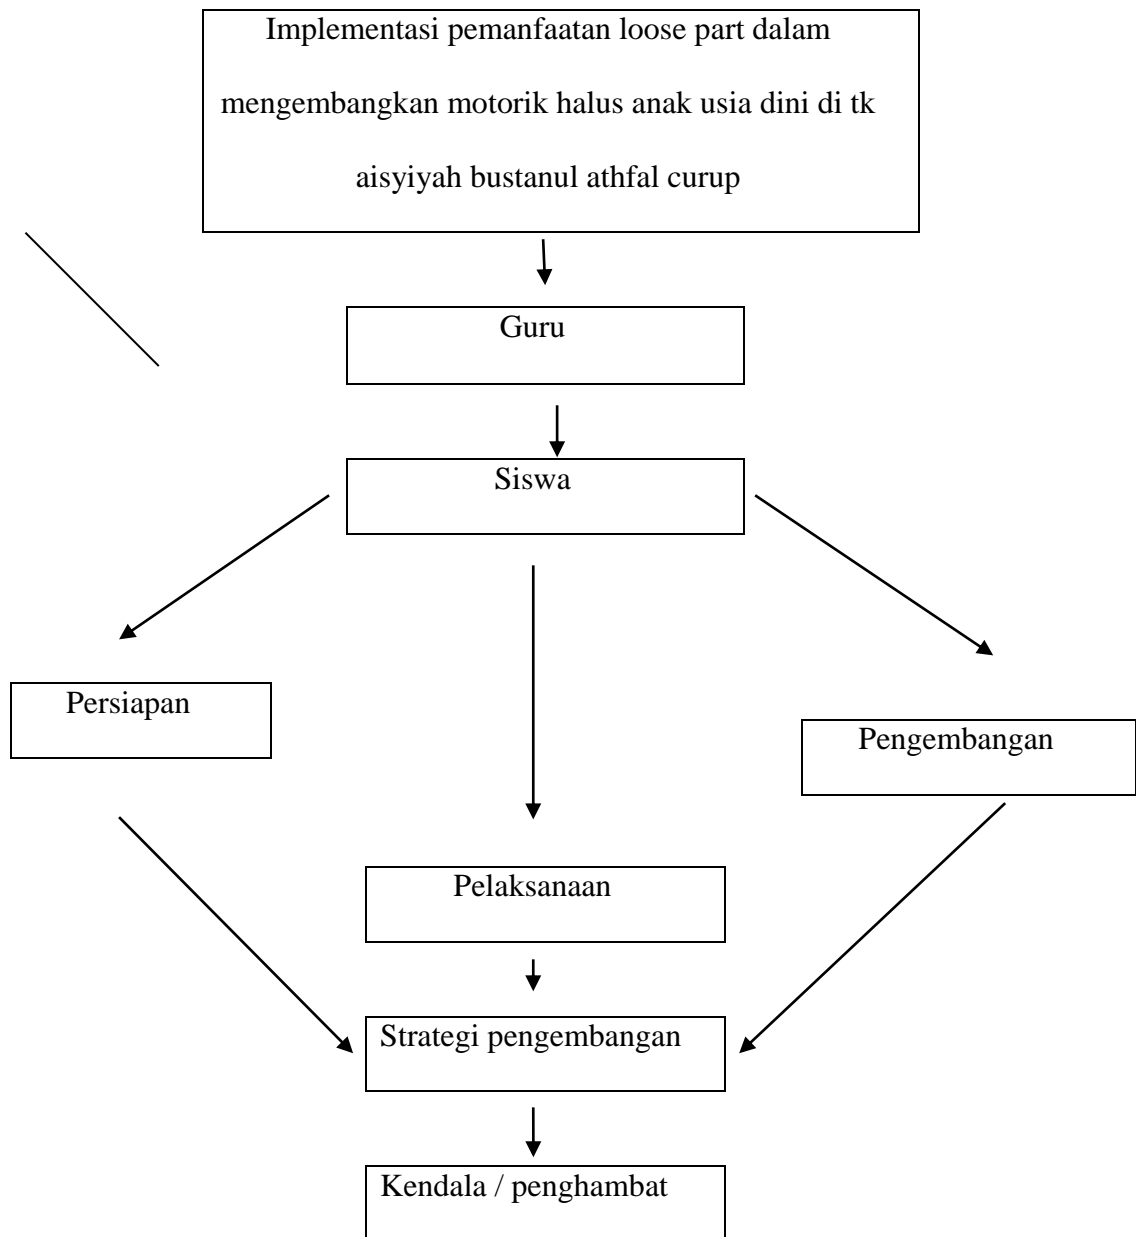 Implementasi pemanfaatan loose part dalam
mengembangkan motorik halus anak usia dini di tk
aisyiyah bustanul athfal curup
Guru
Siswa
Persiapan
Pengembangan
Pelaksanaan
Strategi pengembangan
Kendala / penghambat